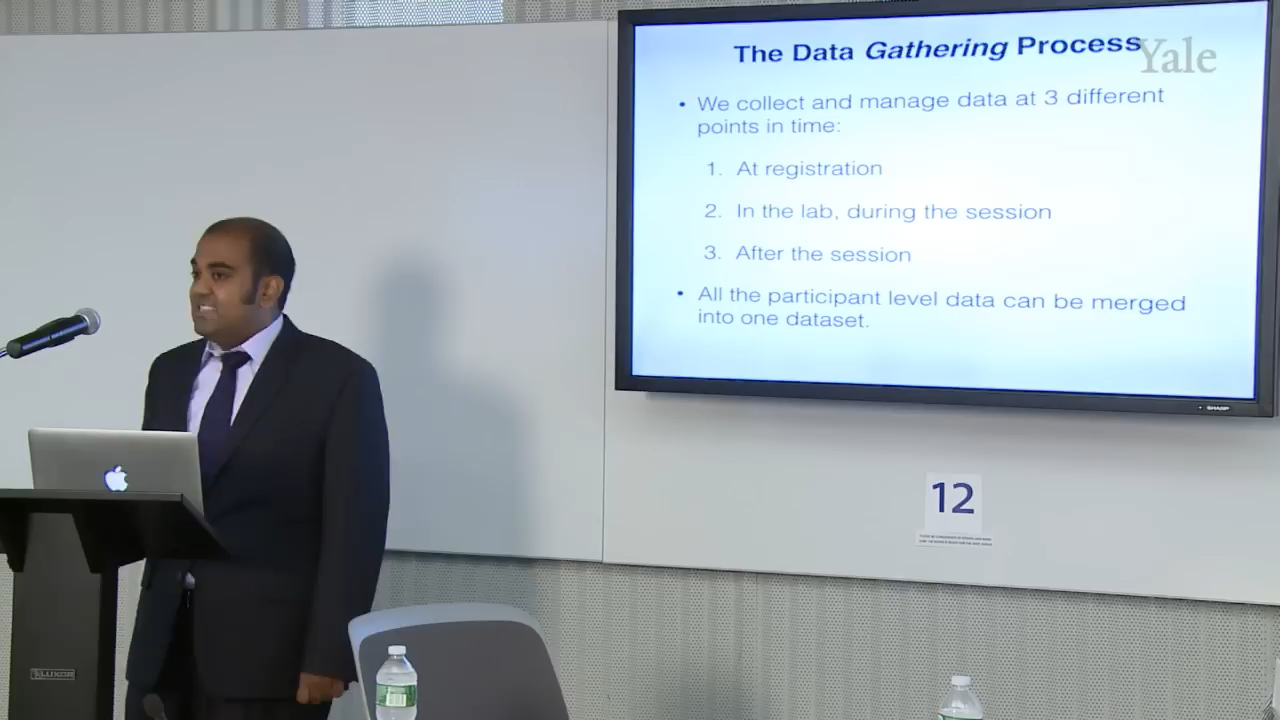 The Data Gathering Process
Yale
• We collect and manage data at 3 different
points in time:
1. At registration
2. In the lab, during the session
3. After the session
• All the participant level data can be merged
into one dataset.
SHARP
12
LUXOR